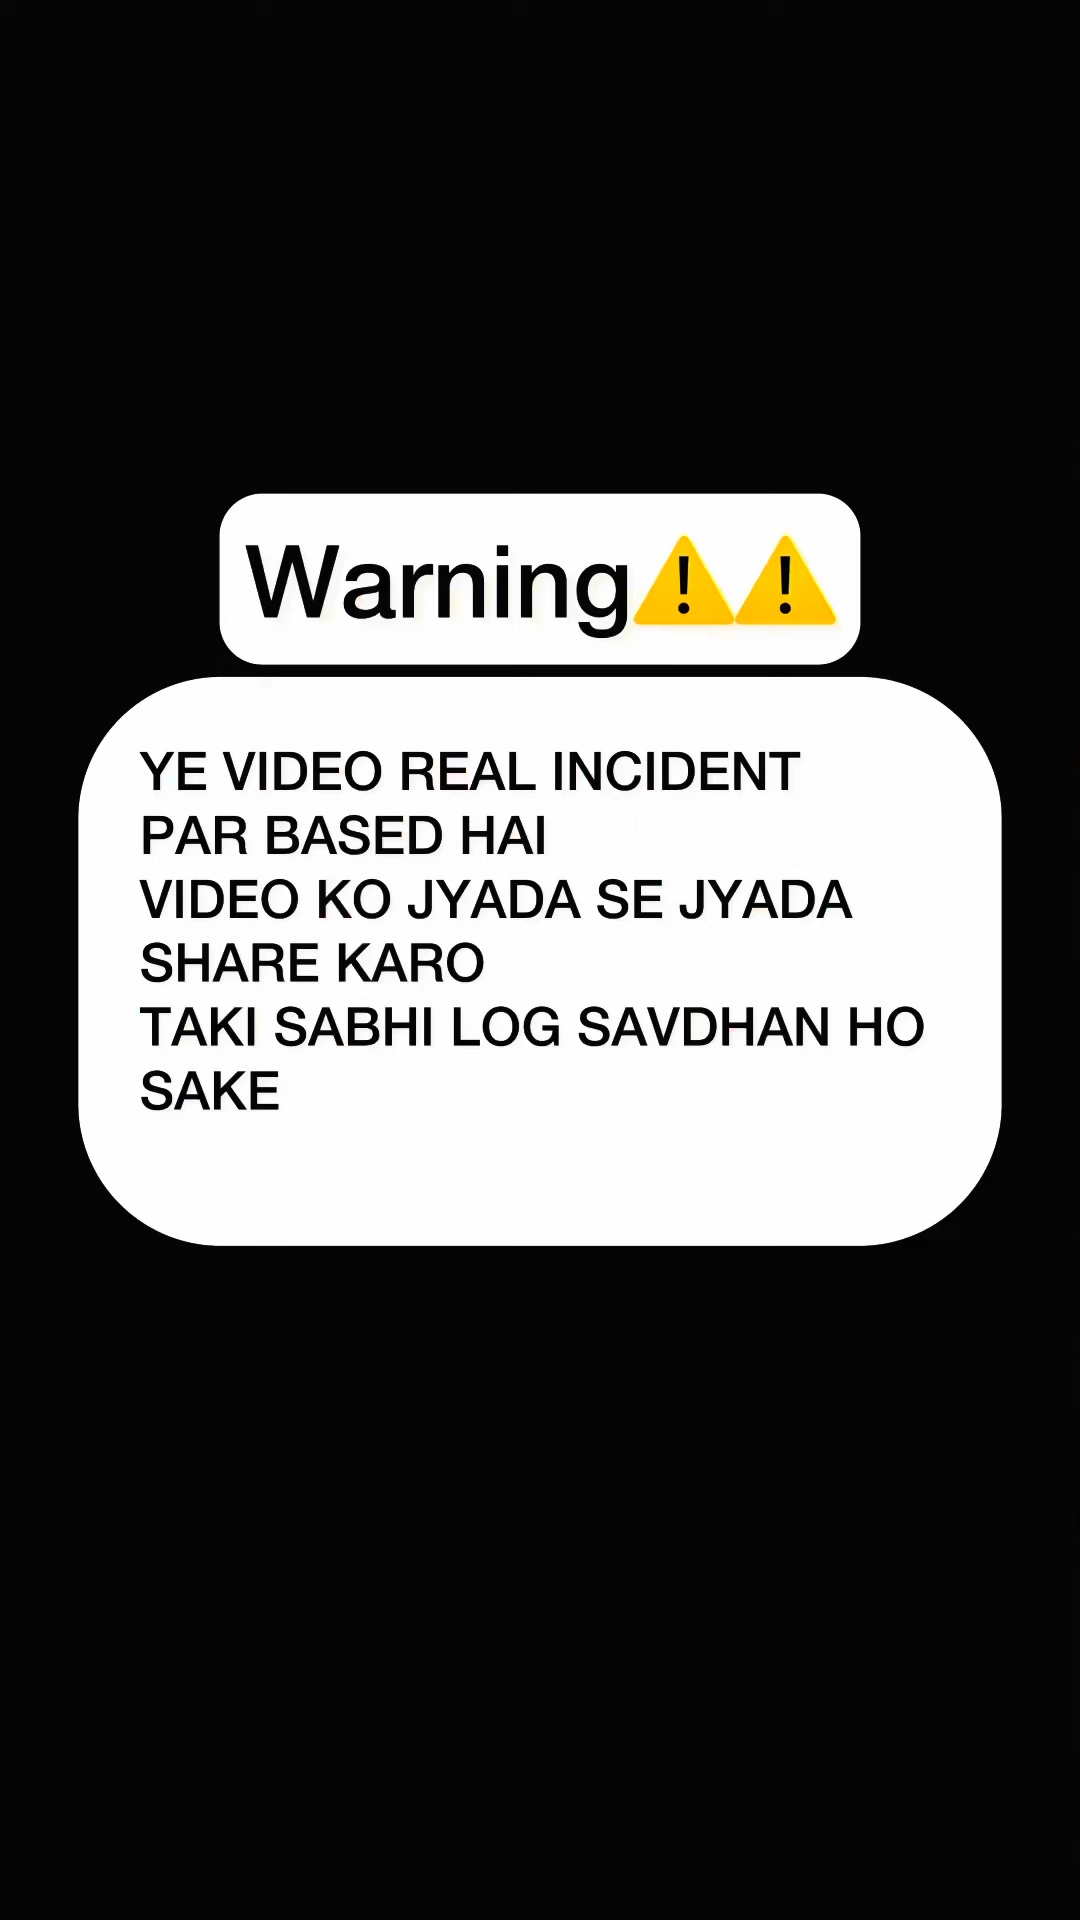 Warning⚠️⚠️
YE VIDEO REAL INCIDENT
PAR BASED HAI
VIDEO KO JYADA SE JYADA
SHARE KARO
TAKI SABHI LOG SAVDHAN HO
SAKE